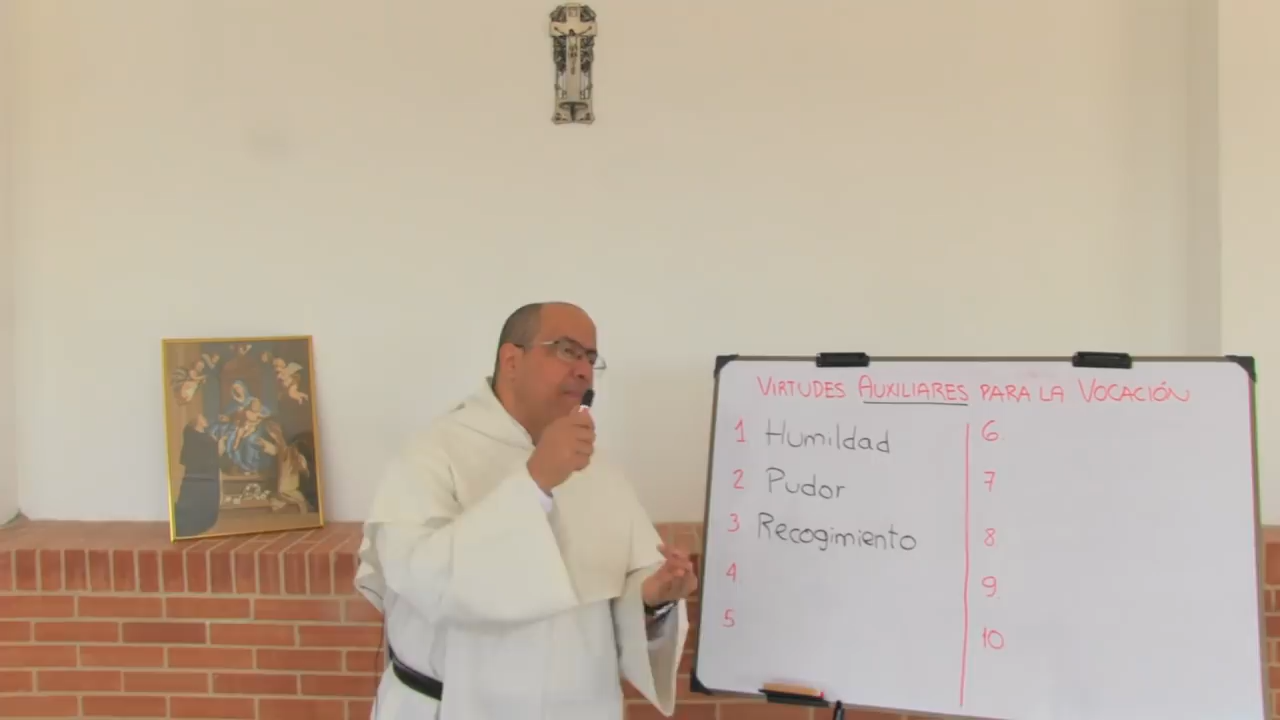 VIRTUDES AUXILIARES PARA LA VOCACIÓN
1 Humildad
2 Pudor
3 Recogimiento
4
5
6.
7
8
9.
10